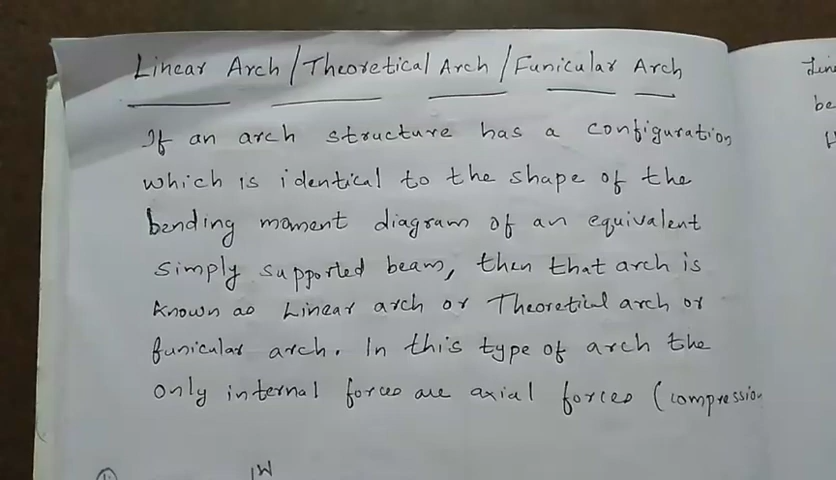 Linear Arch/Theoretical Arch/Funicular Arch
If an arch structure has a configuration
which is identical to the shape of the
bending moment diagram of an equivalent
simply supported beam, then that arch is
known as Linear arch or Theoretical arch or
funicular arch. In this type of arch the
only internal forces are axial forces (compression
1W
be